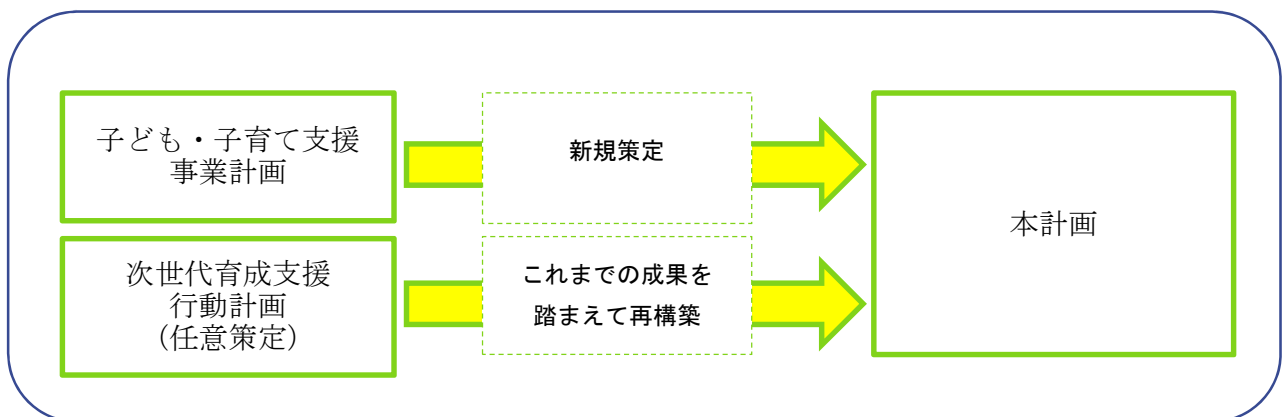 子ども・子育て支援
事業計画
新規策定
次世代育成支援
行動計画
（任意策定）
これまでの成果を
踏まえて再構築
本計画